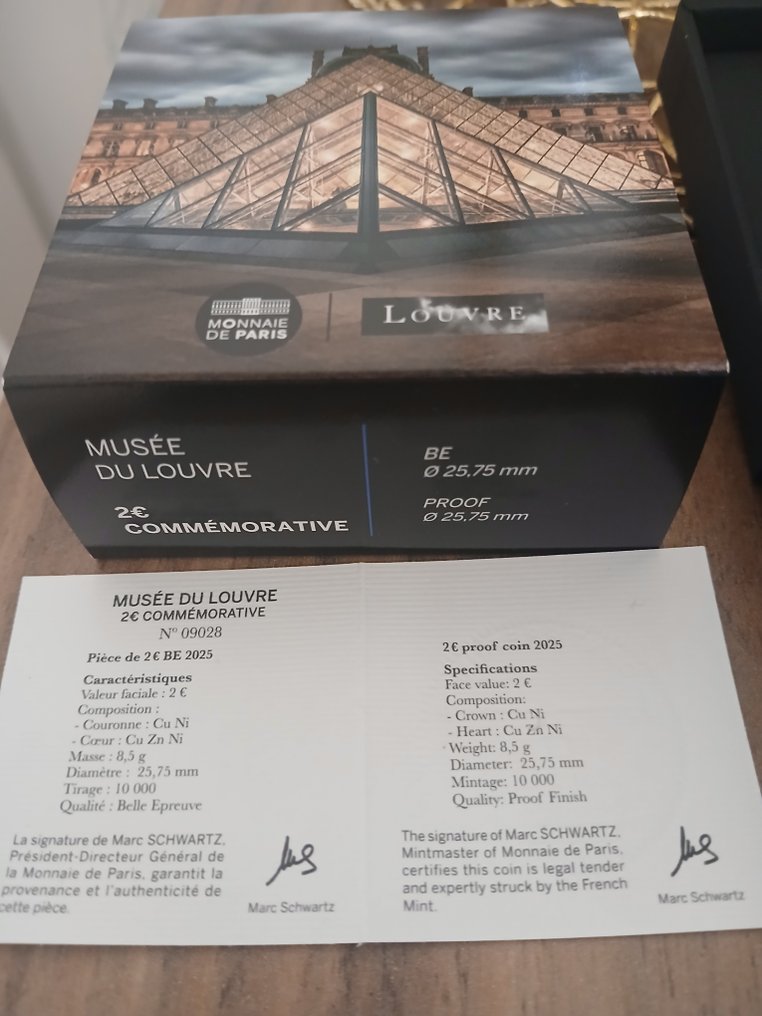 MONNAIE
DE PARIS
LOUVRE
MUSÉE
DU LOUVRE
2€
COMMÉMORATIVE
BE
Ø 25,75 mm
PROOF
Ø 25,75 mm
MUSÉE DU LOUVRE
2€ COMMÉMORATIVE
Nº 09028
Pièce de 2 € BE 2025
Caractéristiques
Valeur faciale : 2 €
Composition :
- Couronne : Cu Ni
- Cœur : Cu Zn Ni
Masse : 8,5 g
Diamètre : 25,75 mm
Tirage : 10 000
Qualité : Belle Epreuve
La signature de Marc SCHWARTZ,
Président-Directeur Général de
la Monnaie de Paris, garantit la
provenance et l'authenticité de
cette pièce.
Marc Schwartz
2 € proof coin 2025
Specifications
Face value: 2 €
Composition:
- Crown : Cu Ni
- Heart : Cu Zn Ni
Weight: 8,5 g
Diameter: 25,75 mm
Mintage: 10 000
Quality: Proof Finish
The signature of Marc SCHWARTZ,
Mintmaster of Monnaie de Paris,
certifies this coin is legal tender
and expertly struck by the French
Mint.
Marc Schwartz